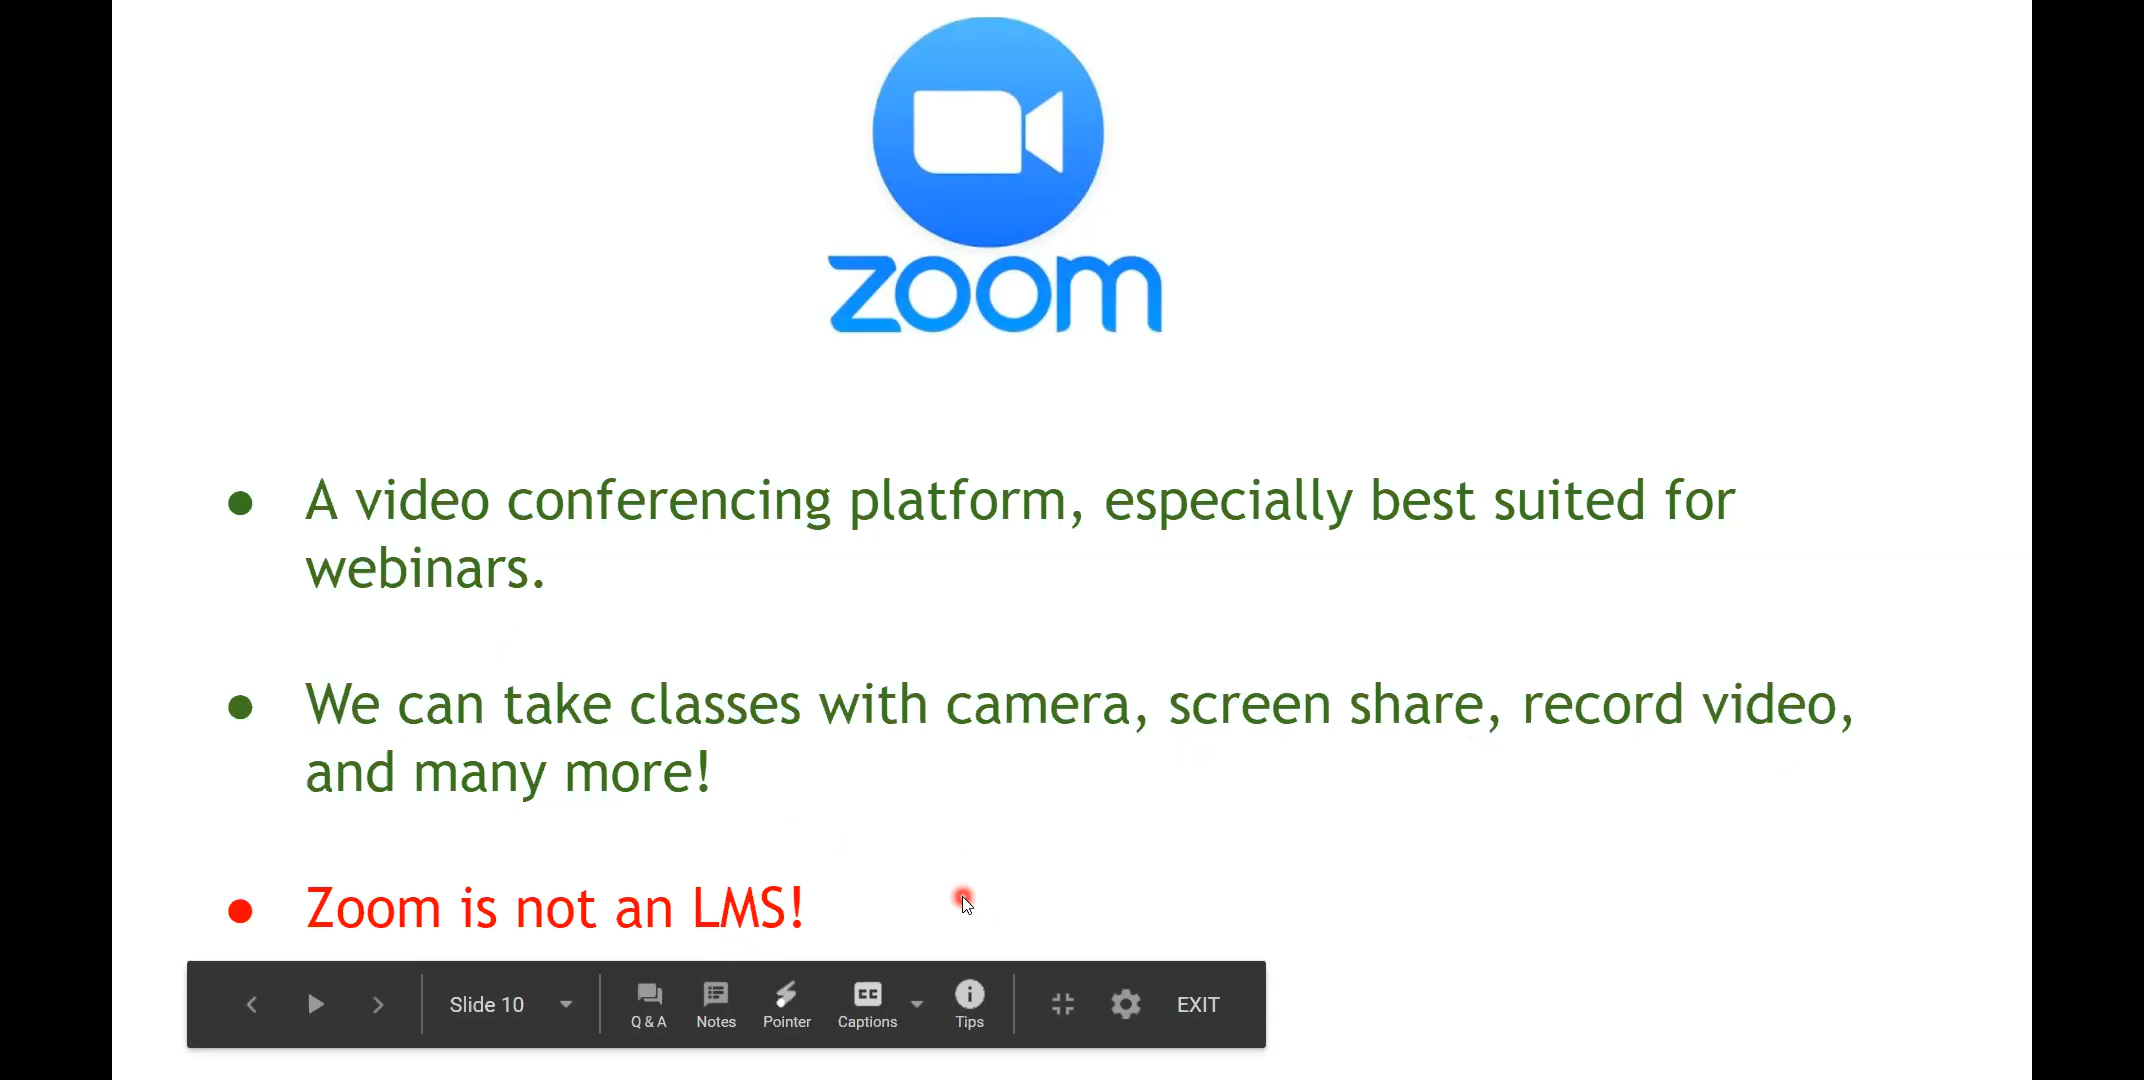 zoom
● A video conferencing platform, especially best suited for
webinars.
● We can take classes with camera, screen share, record video,
and many more!
● Zoom is not an LMS!
Slide 10 Q & A Notes Pointer CC Captions Tips EXIT